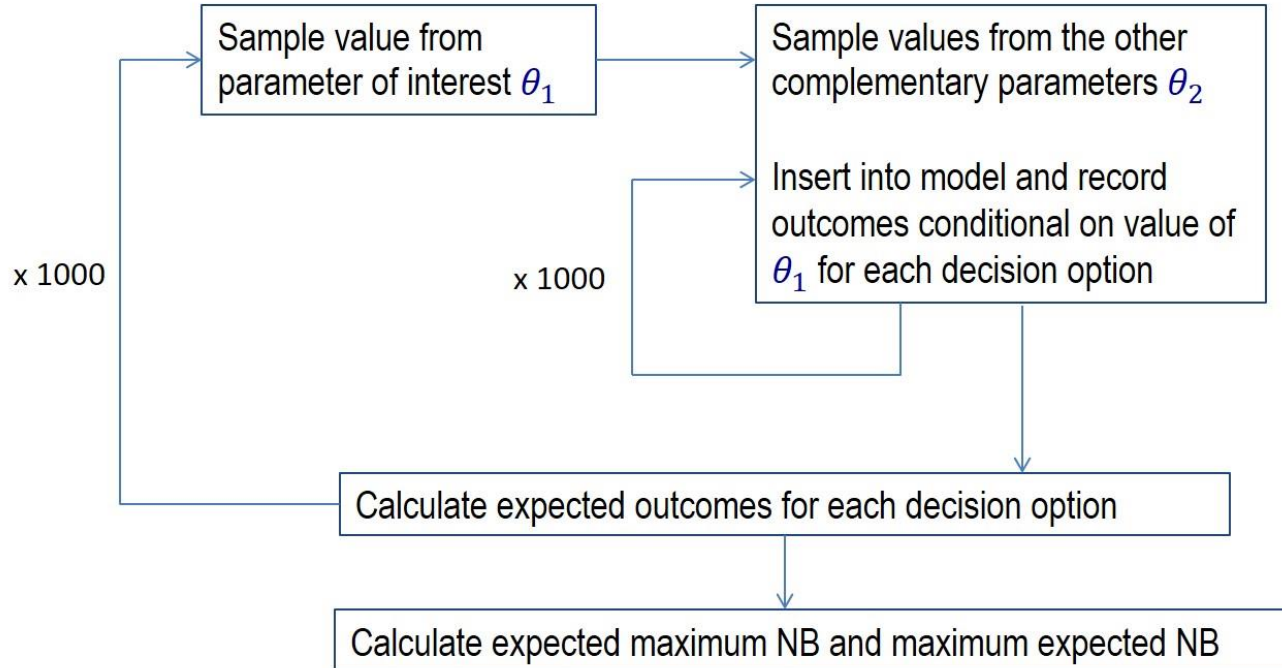 Sample value from
parameter of interest θ₁
Sample values from the other
complementary parameters θ₂
Insert into model and record
outcomes conditional on value of
θ₁ for each decision option
x 1000
x 1000
Calculate expected outcomes for each decision option
Calculate expected maximum NB and maximum expected NB